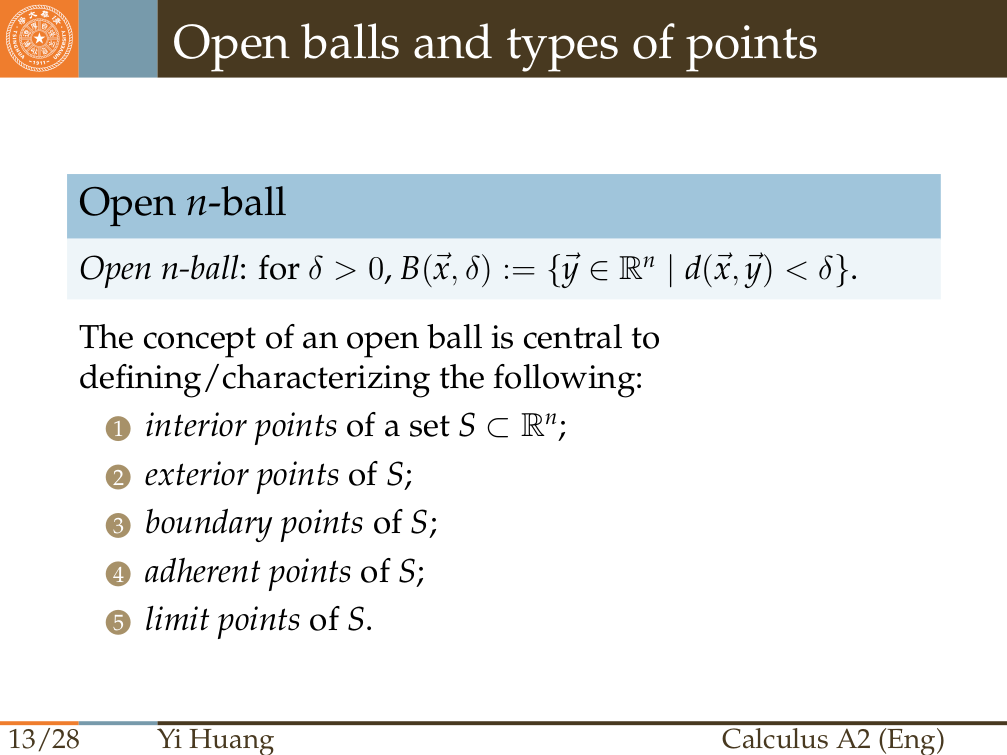 Open balls and types of points
Open n-ball
Open n-ball: for δ > 0, B(x⃗, δ) := {y⃗ ∈ ℝⁿ | d(x⃗, y⃗) < δ}.
The concept of an open ball is central to
defining/characterizing the following:
1 interior points of a set S ⊂ ℝⁿ;
2 exterior points of S;
3 boundary points of S;
4 adherent points of S;
5 limit points of S.
13/28 Yi Huang Calculus A2 (Eng)